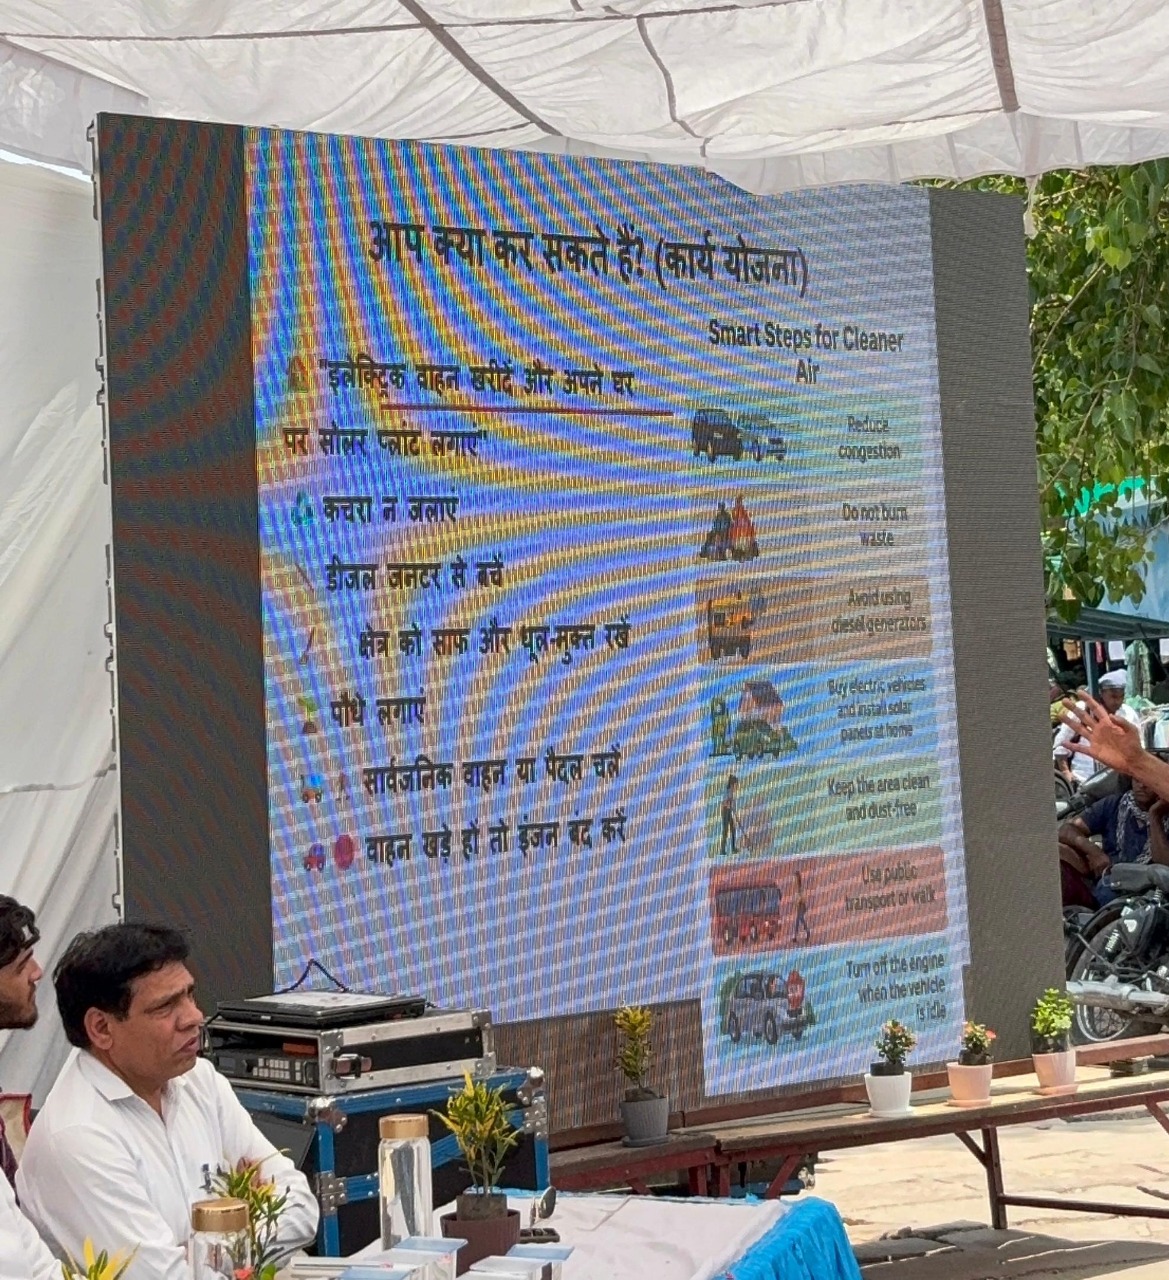 आप क्या कर सकते हैं? (कार्य योजना)
"इलेक्ट्रिक वाहन खरीदें और अपने घर
पर सोलर प्लांट लगाएं"
कचरा न जलाएं
डीजल जनरेटर से बचें
क्षेत्र को साफ और धूल-मुक्त रखें
पौधे लगाएं
सार्वजनिक वाहन या पैदल चलें
वाहन खड़े हों तो इंजन बंद करें
Smart Steps for Cleaner
Air
Reduce
congestion
Do not burn
waste
Avoid using
diesel generators
Buy electric vehicles
and install solar
panels at home
Keep the area clean
and dust-free
Use public
transport or walk
Turn off the engine
when the vehicle
is idle